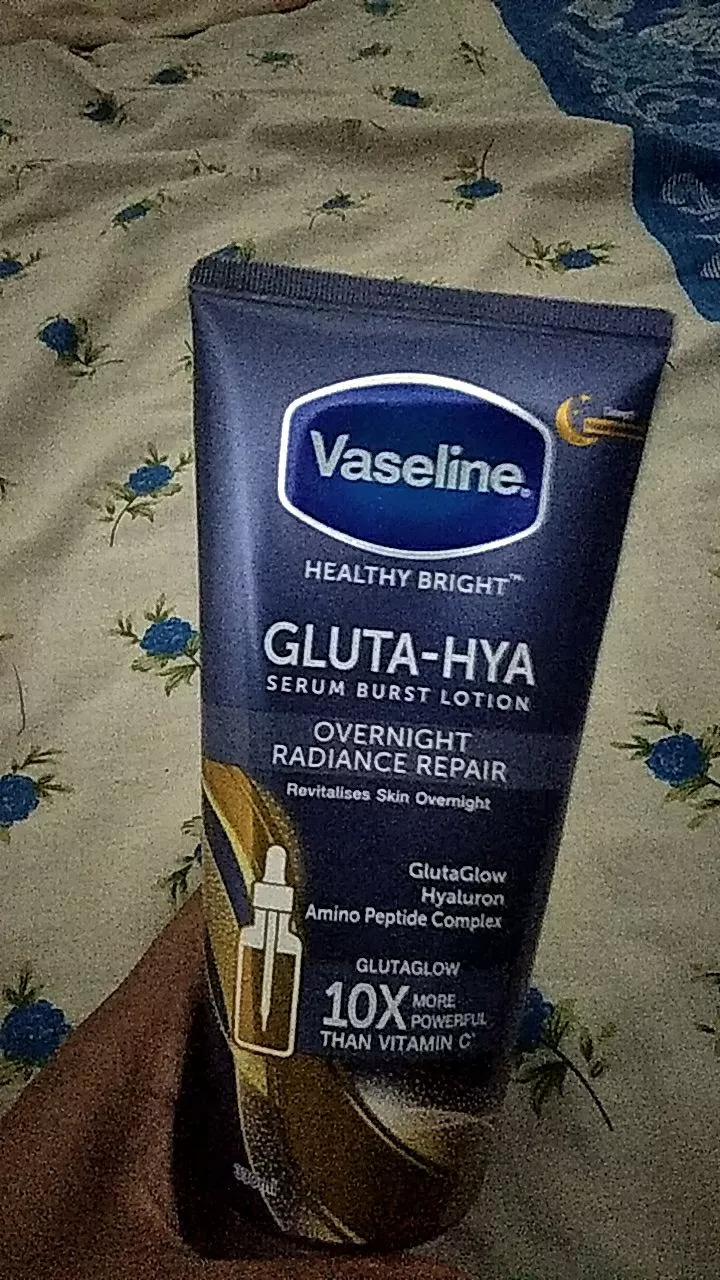 Vaseline®
HEALTHY BRIGHT™
GLUTA-HYA
SERUM BURST LOTION
OVERNIGHT
RADIANCE REPAIR
Revitalises Skin Overnight
GlutaGlow
Hyaluron
Amino Peptide Complex
GLUTAGLOW
10X MORE
POWERFUL
THAN VITAMIN C*